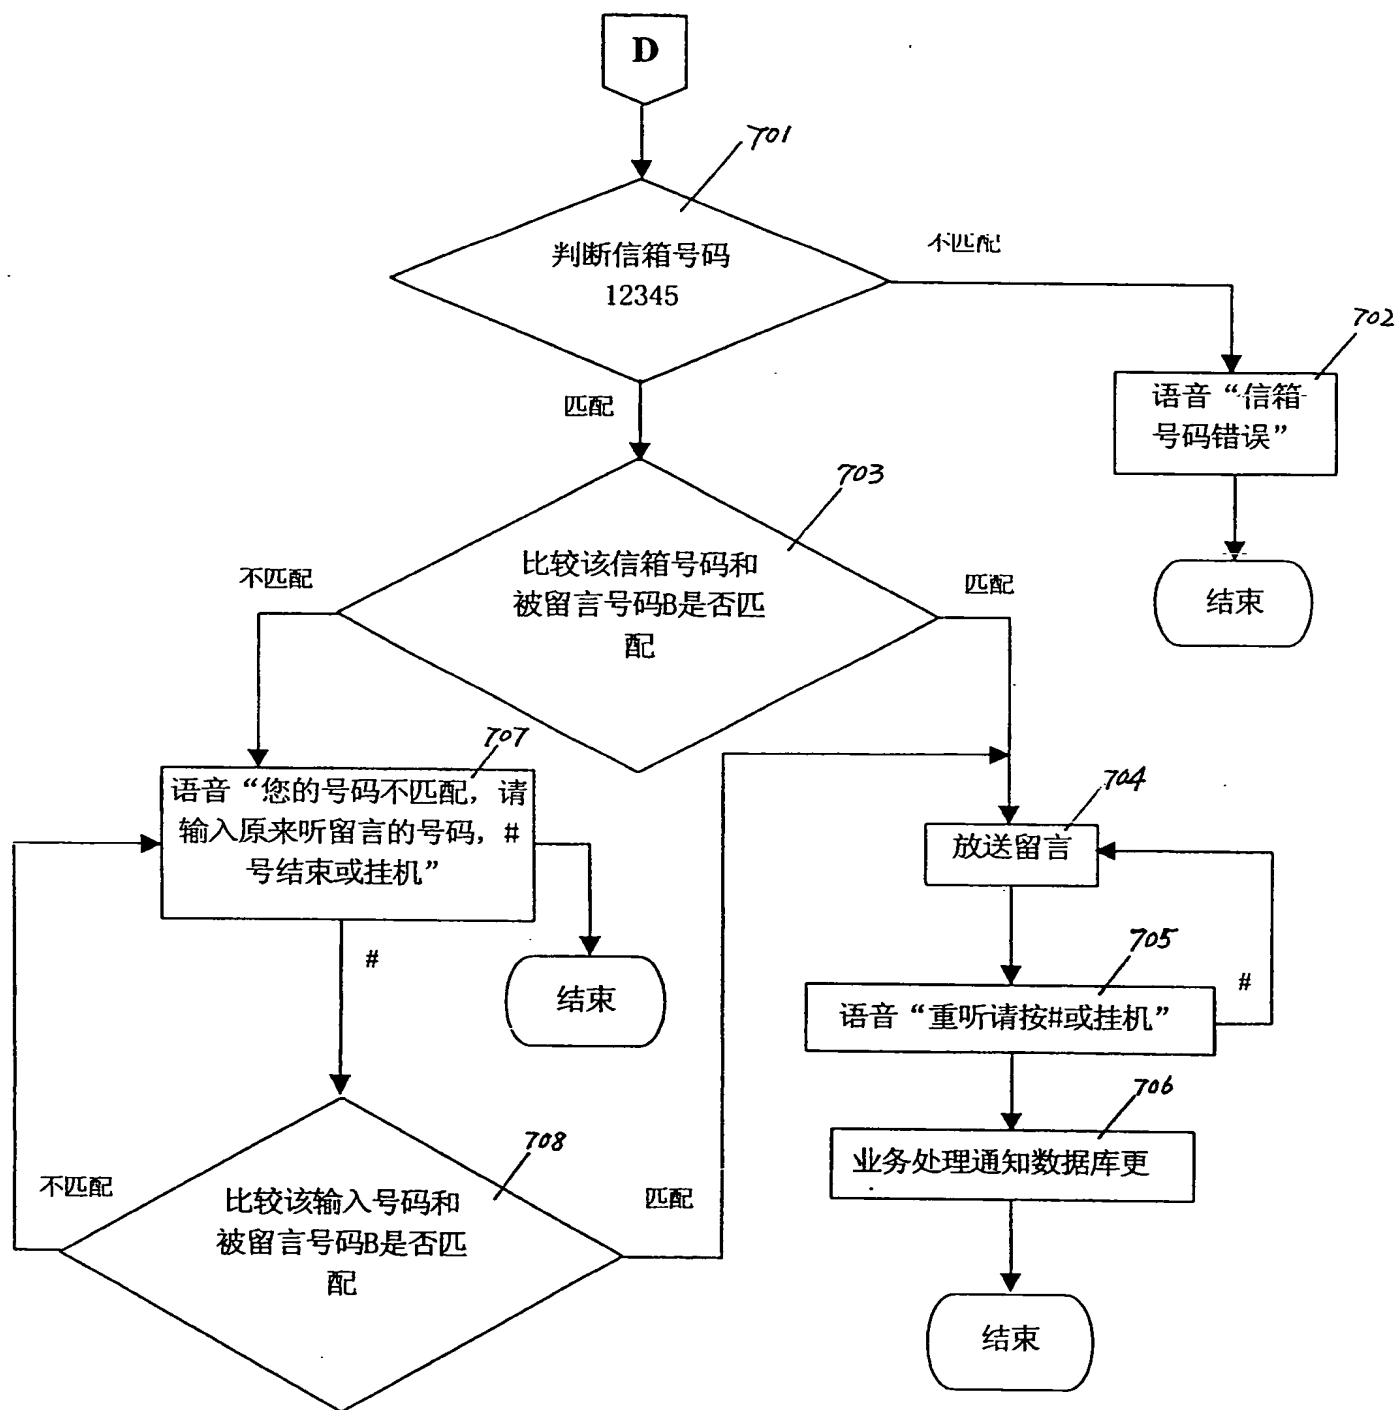 D
701
判断信箱号码
12345
不匹配
702
语音“信箱
号码错误”
匹配
结束
703
比较该信箱号码和
被留言号码B是否匹
配
不匹配
匹配
707
语音“您的号码不匹配，请
输入原来听留言的号码，#
号结束或挂机”
704
放送留言
#
结束
705
语音“重听请按#或挂机”
#
706
业务处理通知数据库更
708
比较该输入号码和
被留言号码B是否匹
配
不匹配
匹配
结束